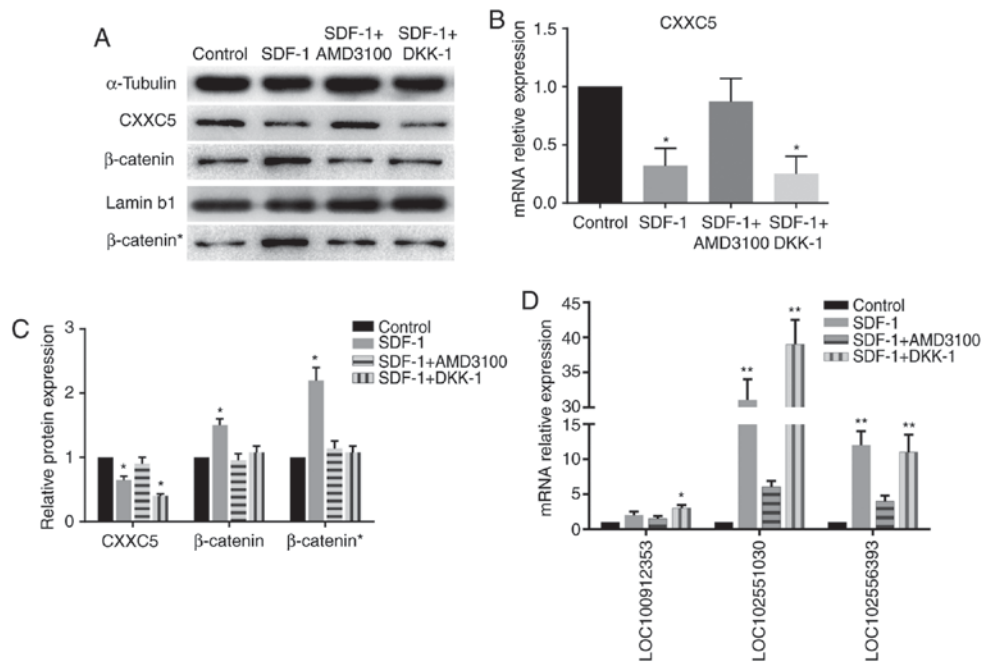 A
Control SDF-1 SDF-1+ AMD3100 SDF-1+ DKK-1
α-Tubulin
CXXC5
β-catenin
Lamin b1
β-catenin*
B
CXXC5
mRNA reletive expression
1.5
1.0
0.5
0.0
*
*
Control SDF-1 SDF-1+ AMD3100 SDF-1+ DKK-1
C
Relative protein expression
3
2
1
0
Control
SDF-1
SDF-1+AMD3100
SDF-1+DKK-1
*
*
*
*
CXXC5 β-catenin β-catenin*
D
mRNA relative expression
45
40
35
30
15
10
5
0
Control
SDF-1
SDF-1+AMD3100
SDF-1+DKK-1
*
**
**
**
**
LOC100912353
LOC102551030
LOC102556393